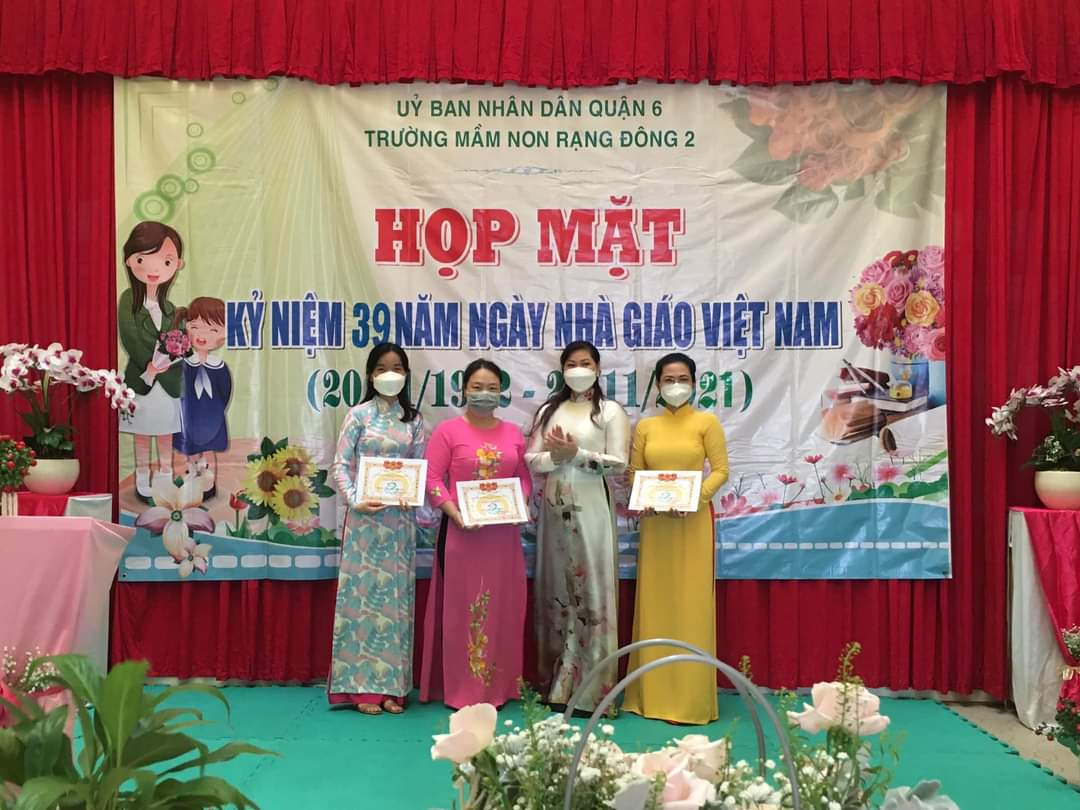 UỶ BAN NHÂN DÂN QUẬN 6
TRƯỜNG MẦM NON RẠNG ĐÔNG 2
HỌP MẶT
KỶ NIỆM 39 NĂM NGÀY NHÀ GIÁO VIỆT NAM